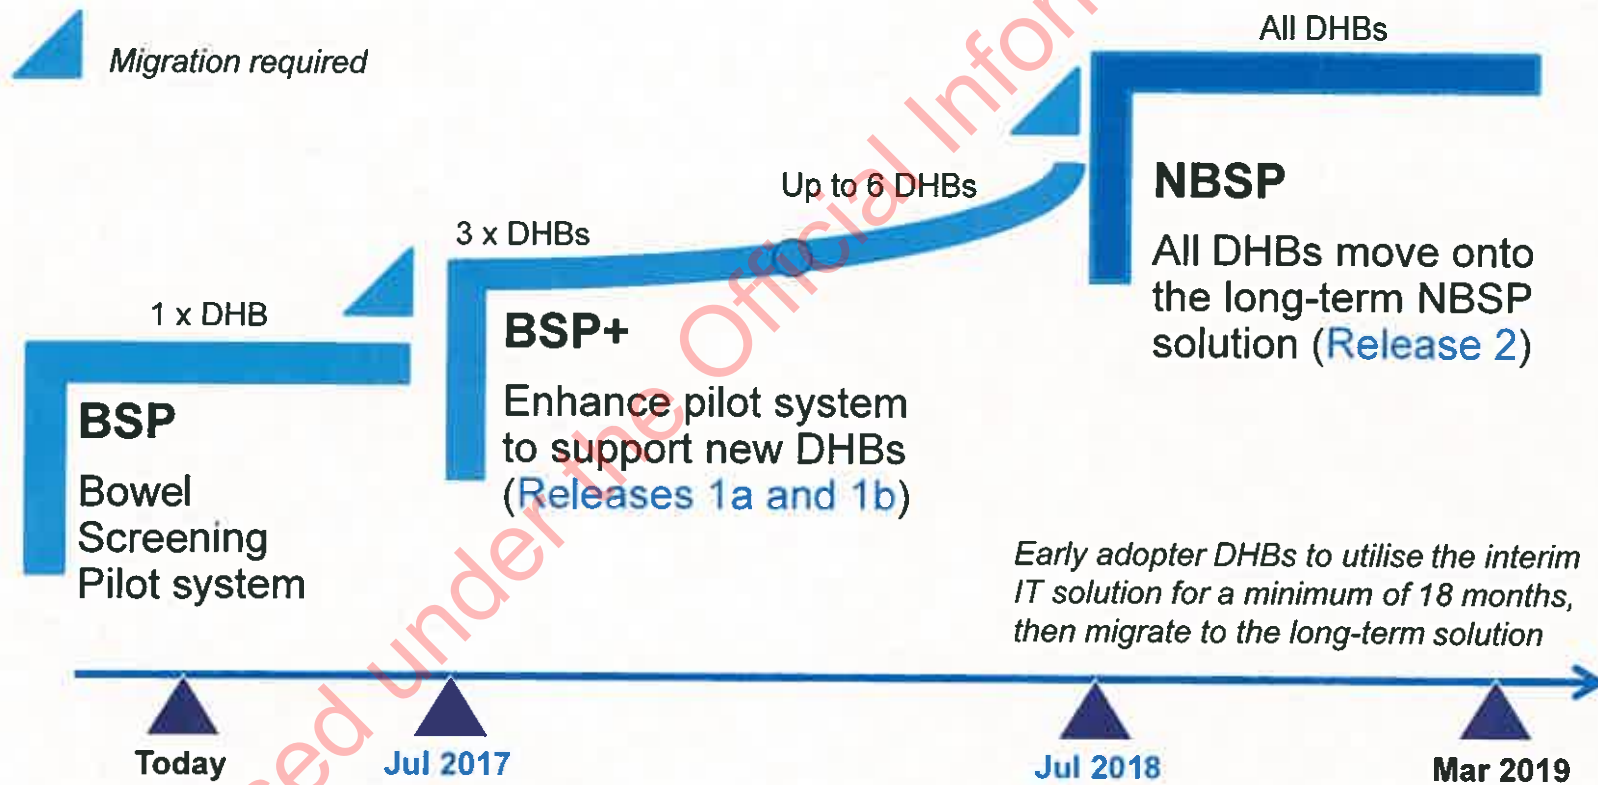 Migration required
All DHBs
Up to 6 DHBs
3 x DHBs
1 x DHB
BSP
Bowel
Screening
Pilot system
BSP+
Enhance pilot system
to support new DHBs
(Releases 1a and 1b)
NBSP
All DHBs move onto
the long-term NBSP
solution (Release 2)
Early adopter DHBs to utilise the interim
IT solution for a minimum of 18 months,
then migrate to the long-term solution
Today
Jul 2017
Jul 2018
Mar 2019
under the Official